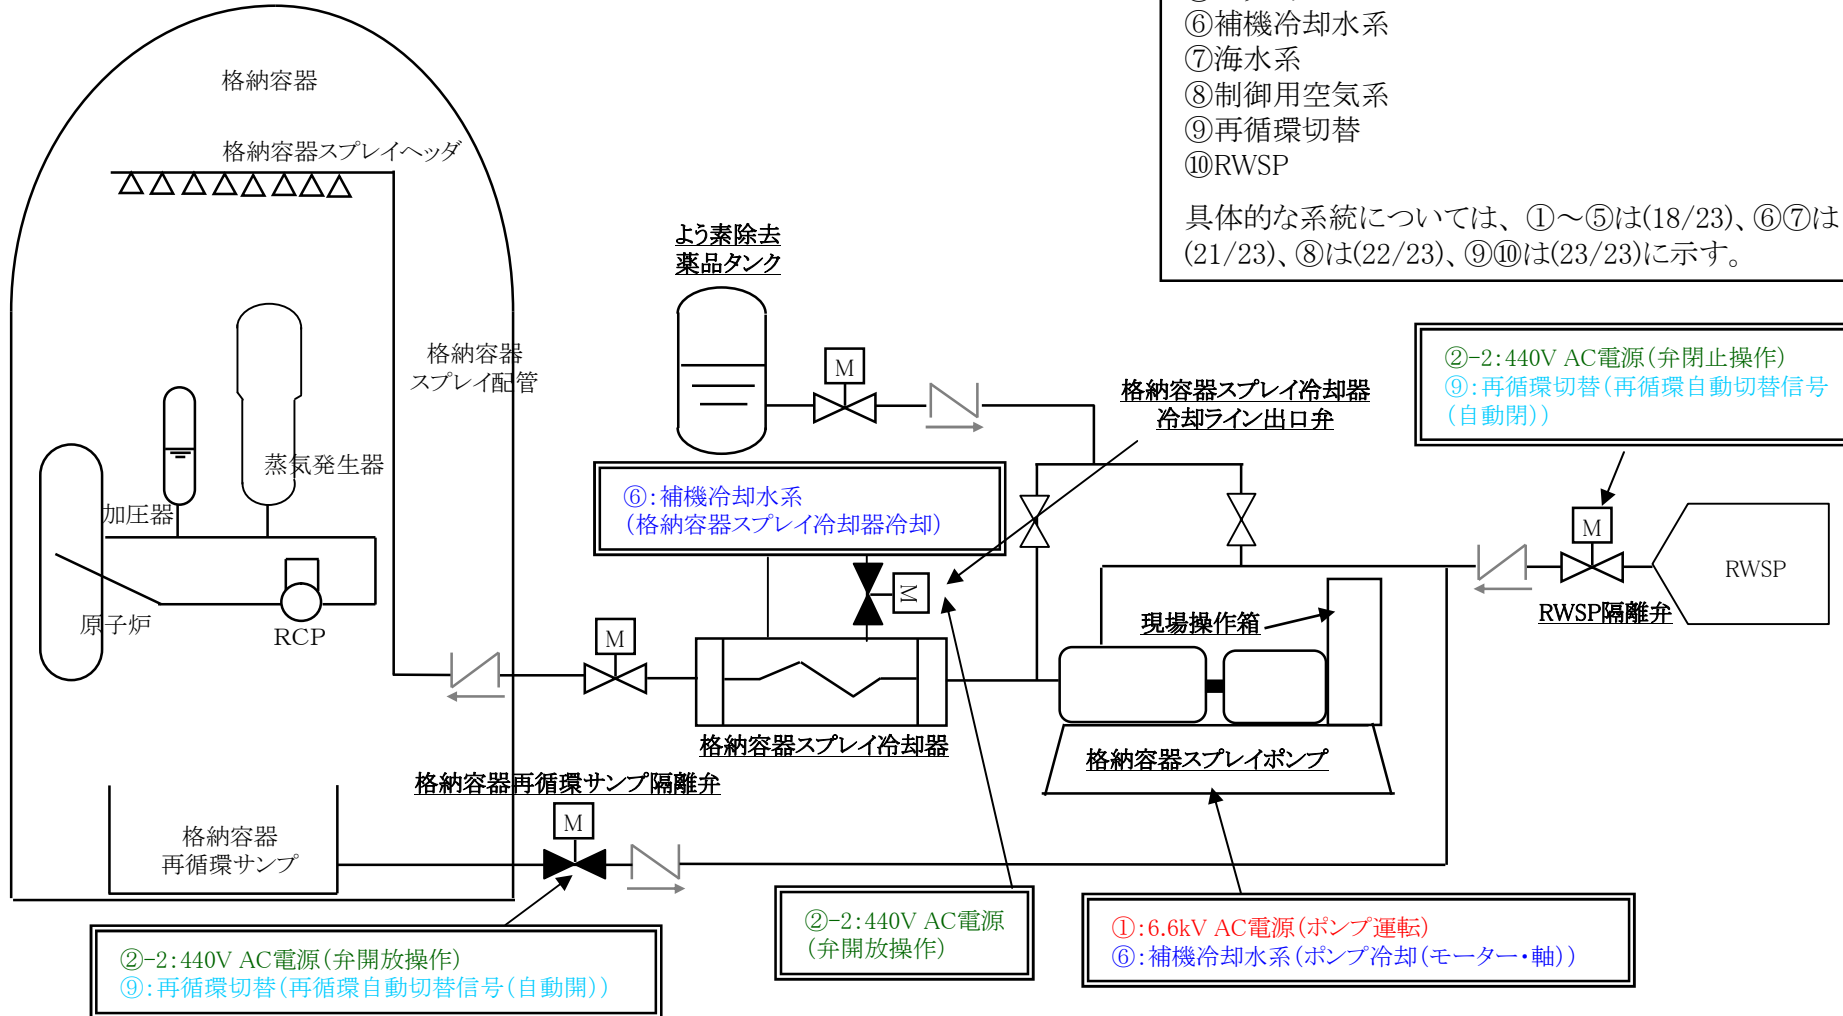 ⑥補機冷却水系
⑦海水系
⑧制御用空気系
⑨再循環切替
⑩RWSP
具体的な系統については、①～⑤は(18/23)、⑥⑦は
(21/23)、⑧は(22/23)、⑨⑩は(23/23)に示す。
格納容器
格納容器スプレイヘッダ
よう素除去
薬品タンク
格納容器
スプレイ配管
M
格納容器スプレイ冷却器
冷却ライン出口弁
②-2:440V AC電源(弁閉止操作)
⑨:再循環切替(再循環自動切替信号
(自動閉))
蒸気発生器
加圧器
⑥:補機冷却水系
(格納容器スプレイ冷却器冷却)
M
RWSP
RWSP隔離弁
M
現場操作箱
原子炉
RCP
M
格納容器スプレイ冷却器
格納容器スプレイポンプ
格納容器再循環サンプ隔離弁
M
格納容器
再循環サンプ
②-2:440V AC電源(弁開放操作)
⑨:再循環切替(再循環自動切替信号(自動開))
②-2:440V AC電源
(弁開放操作)
①:6.6kV AC電源(ポンプ運転)
⑥:補機冷却水系(ポンプ冷却(モーター・軸))